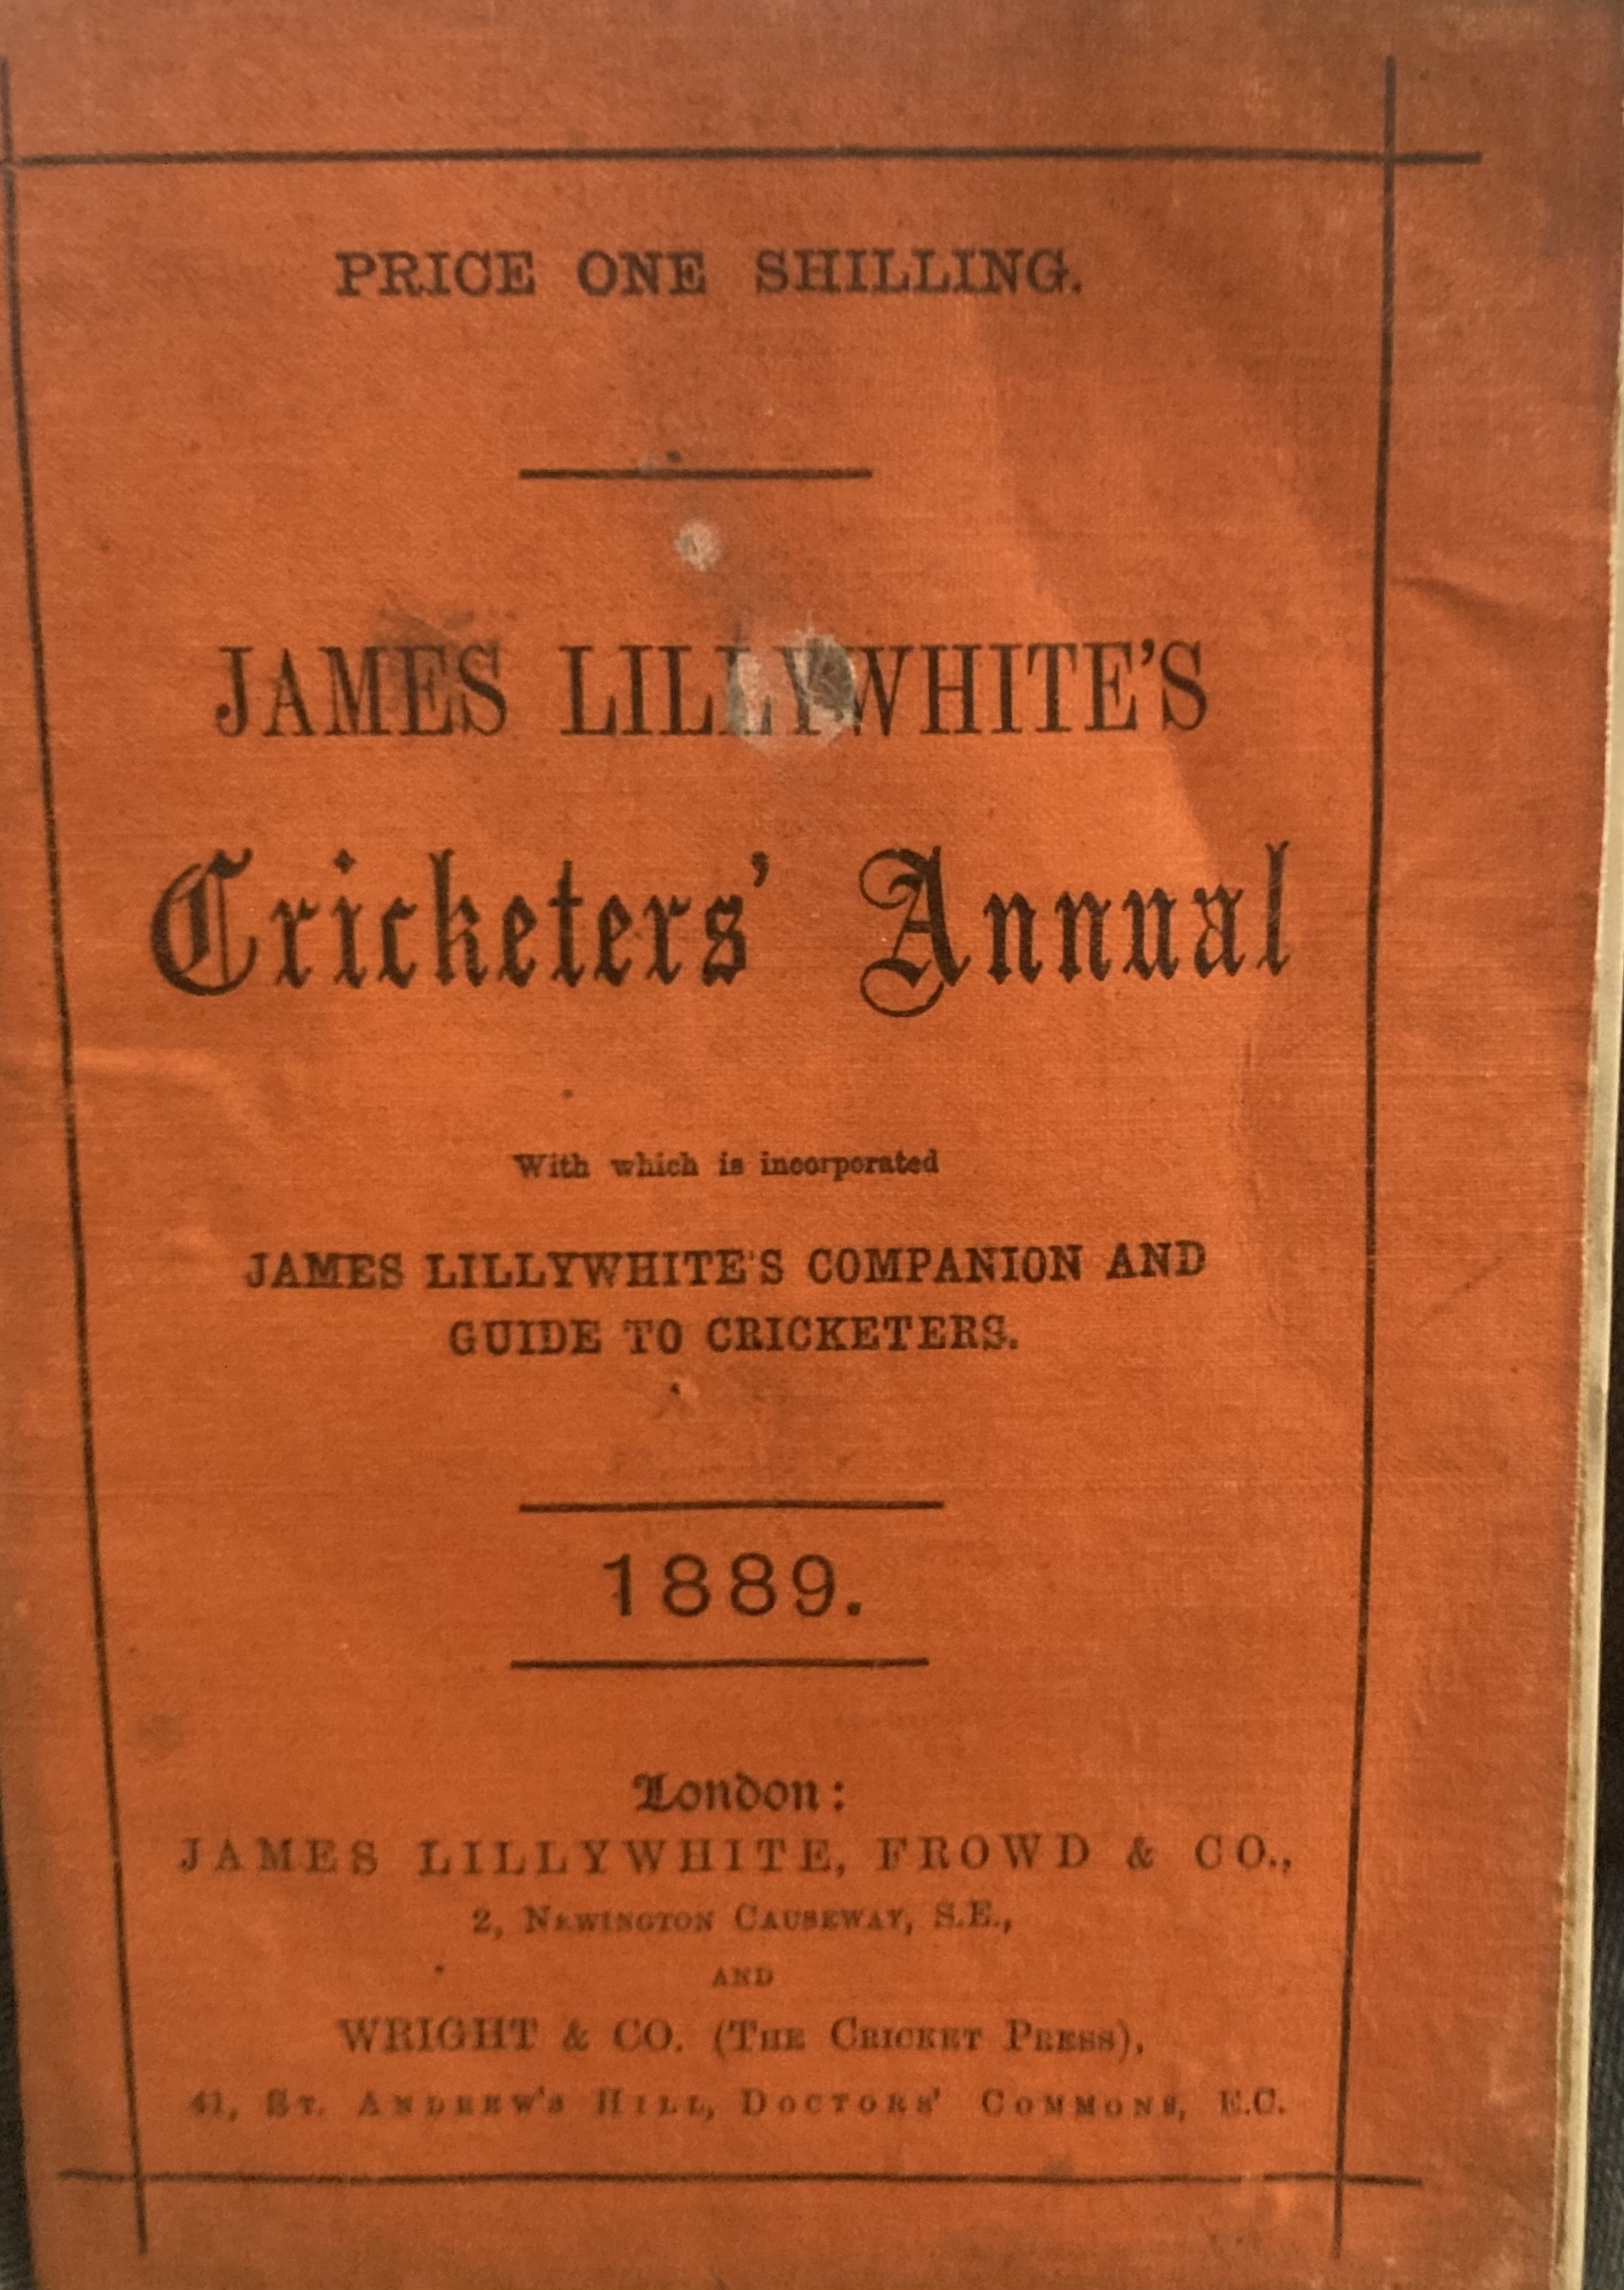 PRICE ONE SHILLING.
JAMES LILLYWHITE'S
Cricketers' Annual
With which is incorporated
JAMES LILLYWHITE'S COMPANION AND
GUIDE TO CRICKETERS.
1889.
London:
JAMES LILLYWHITE, FROWD & CO.,
2, NEWINGTON CAUSEWAY, S.E.,
AND
WRIGHT & CO. (THE CRICKET PRESS),
41, ST. ANDREW'S HILL, DOCTORS' COMMONS, E.C.